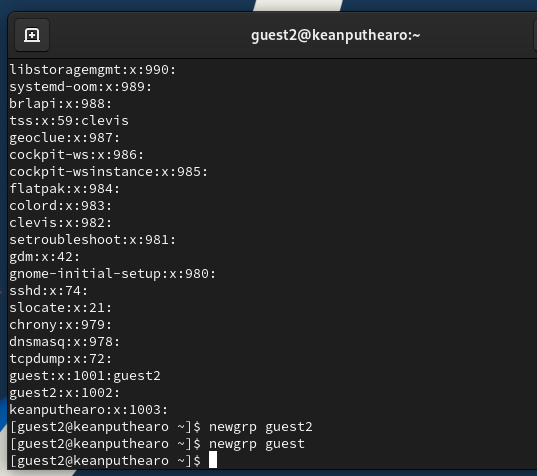 guest2@keanputhearo:~
libstoragemgmt:x:990:
systemd-oom:x:989:
brlapi:x:988:
tss:x:59:clevis
geoclue:x:987:
cockpit-ws:x:986:
cockpit-wsinstance:x:985:
flatpak:x:984:
colord:x:983:
clevis:x:982:
setroubleshoot:x:981:
gdm:x:42:
gnome-initial-setup:x:980:
sshd:x:74:
slocate:x:21:
chrony:x:979:
dnsmasq:x:978:
tcpdump:x:72:
guest:x:1001:guest2
guest2:x:1002:
keanputhearo:x:1003:
[guest2@keanputhearo ~]$ newgrp guest2
[guest2@keanputhearo ~]$ newgrp guest
[guest2@keanputhearo ~]$